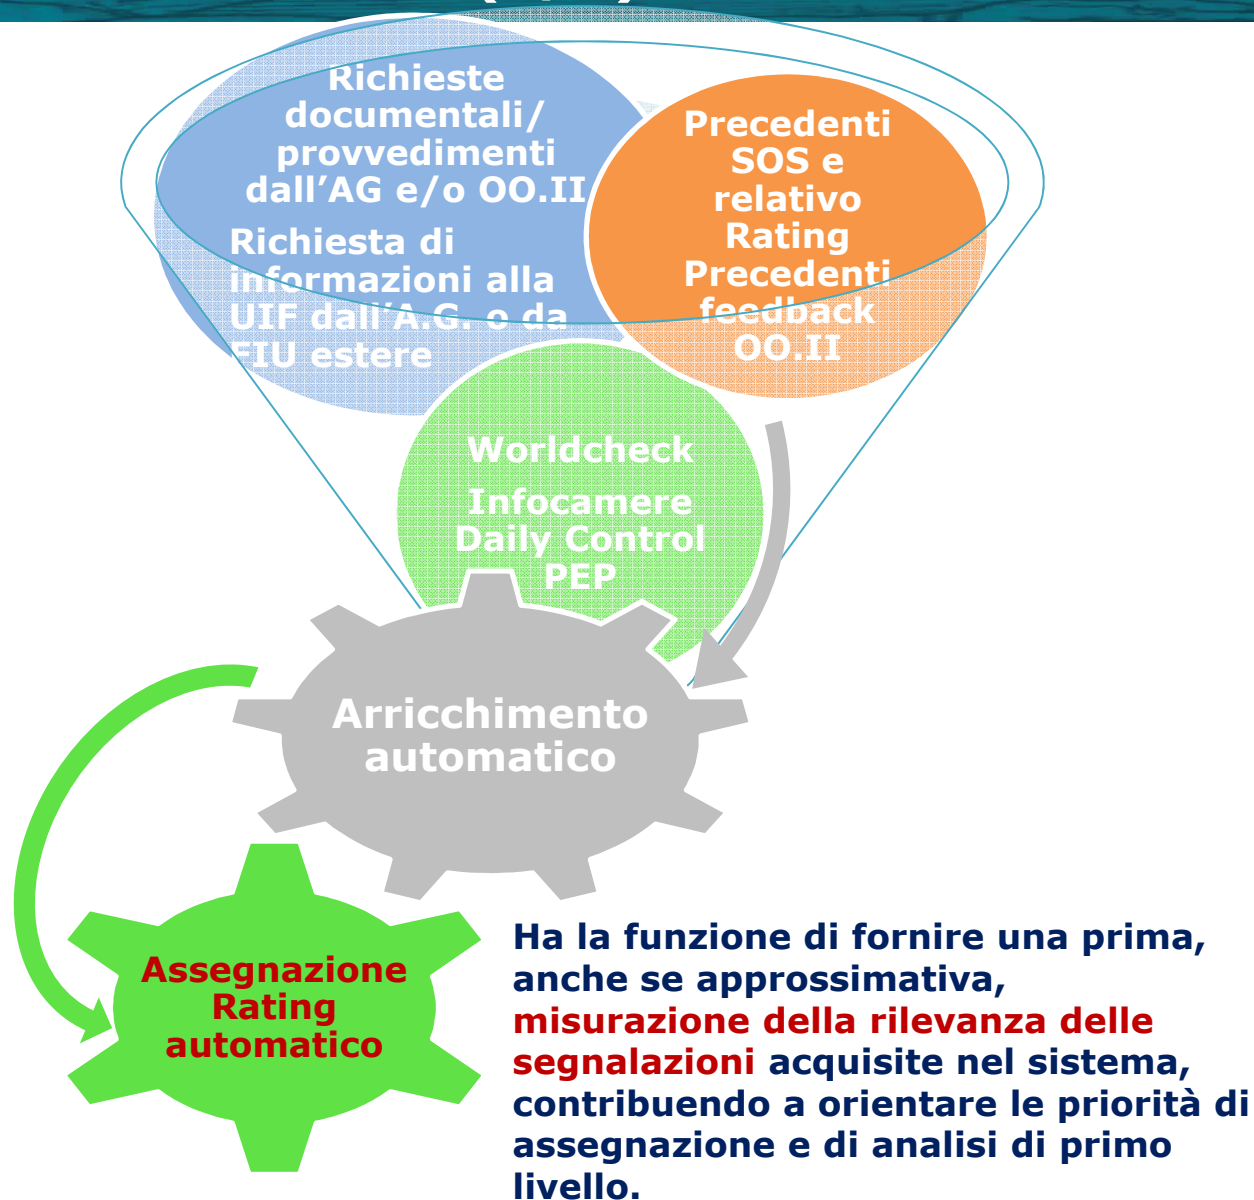 Richieste
documentali/
provvedimenti
dall’AG e/o OO.II
Richiesta di
informazioni alla
UIF dall’A.G. o da
FIU estere
Precedenti
SOS e
relativo
Rating
Precedenti
feedback
OO.II
Worldcheck
Infocamere
Daily Control
PEP
Arricchimento
automatico
Assegnazione
Rating
automatico
Ha la funzione di fornire una prima,
anche se approssimativa,
misurazione della rilevanza delle
segnalazioni acquisite nel sistema,
contribuendo a orientare le priorità di
assegnazione e di analisi di primo
livello.